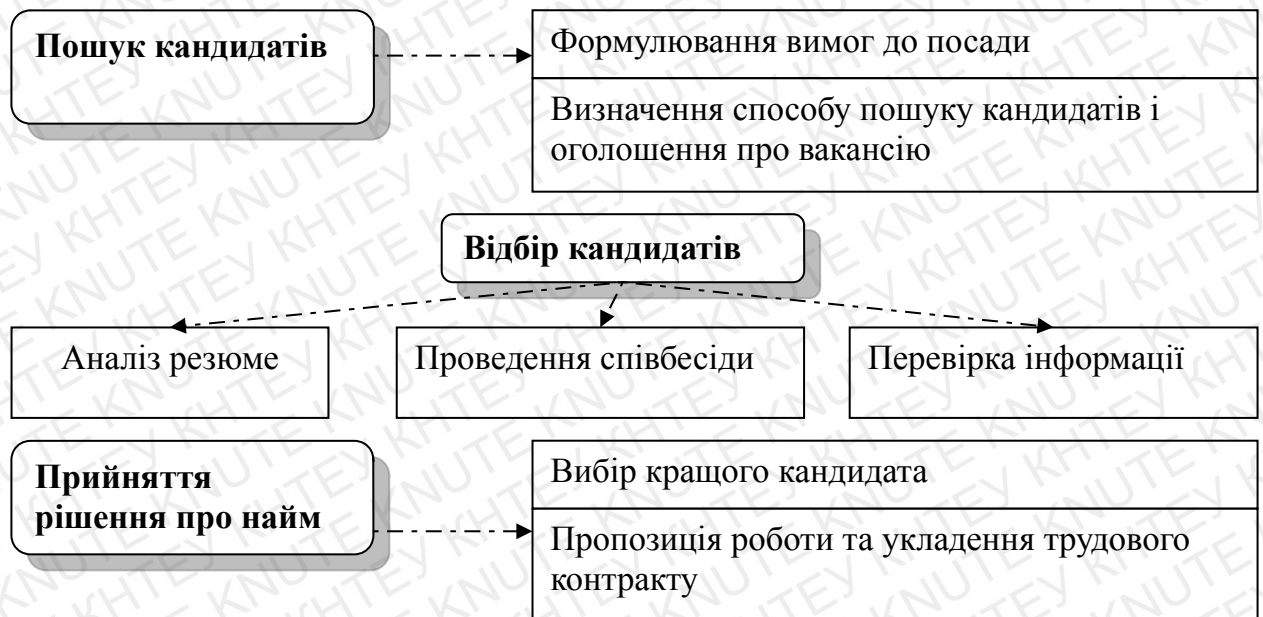 Пошук кандидатів
Формулювання вимог до посади
Визначення способу пошуку кандидатів і
оголошення про вакансію
Відбір кандидатів
Аналіз резюме
Проведення співбесіди
Перевірка інформації
Прийняття
рішення про найм
Вибір кращого кандидата
Пропозиція роботи та укладення трудового
контракту